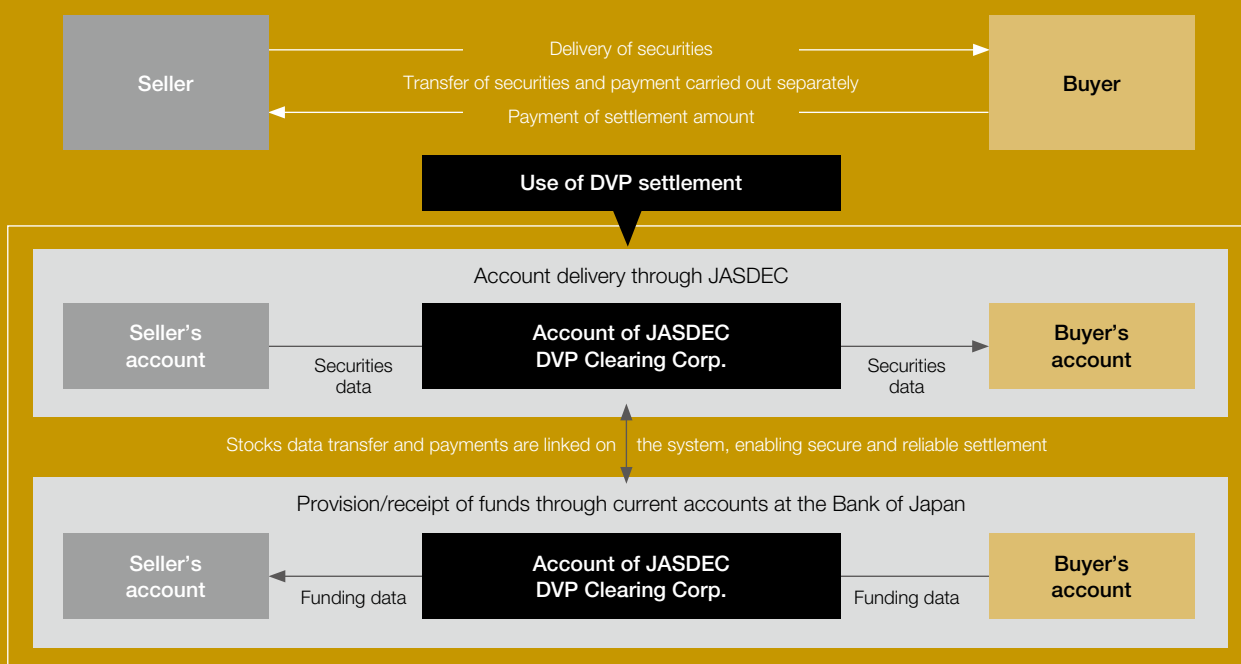 Delivery of securities
Seller
Transfer of securities and payment carried out separately
Buyer
Payment of settlement amount
Use of DVP settlement
Account delivery through JASDEC
Seller's
account
Securities
data
Account of JASDEC
DVP Clearing Corp.
Securities
data
Buyer's
account
Stocks data transfer and payments are linked on the system, enabling secure and reliable settlement
Provision/receipt of funds through current accounts at the Bank of Japan
Seller's
account
Funding data
Account of JASDEC
DVP Clearing Corp.
Funding data
Buyer's
account